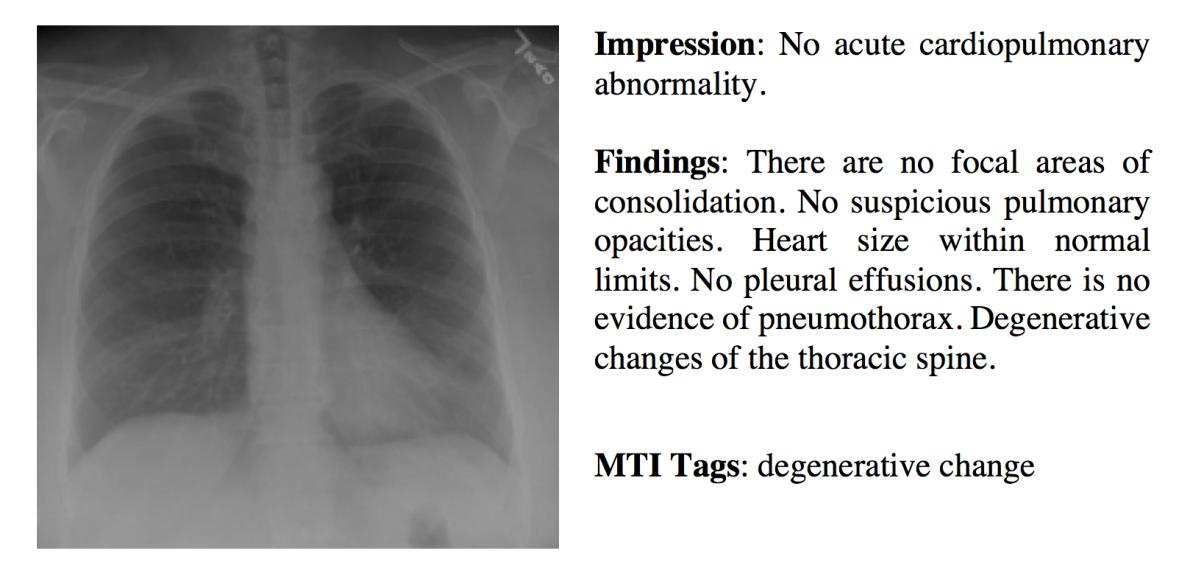 Impression: No acute cardiopulmonary
abnormality.
Findings: There are no focal areas of
consolidation. No suspicious pulmonary
opacities. Heart size within normal
limits. No pleural effusions. There is no
evidence of pneumothorax. Degenerative
changes of the thoracic spine.
MTI Tags: degenerative change